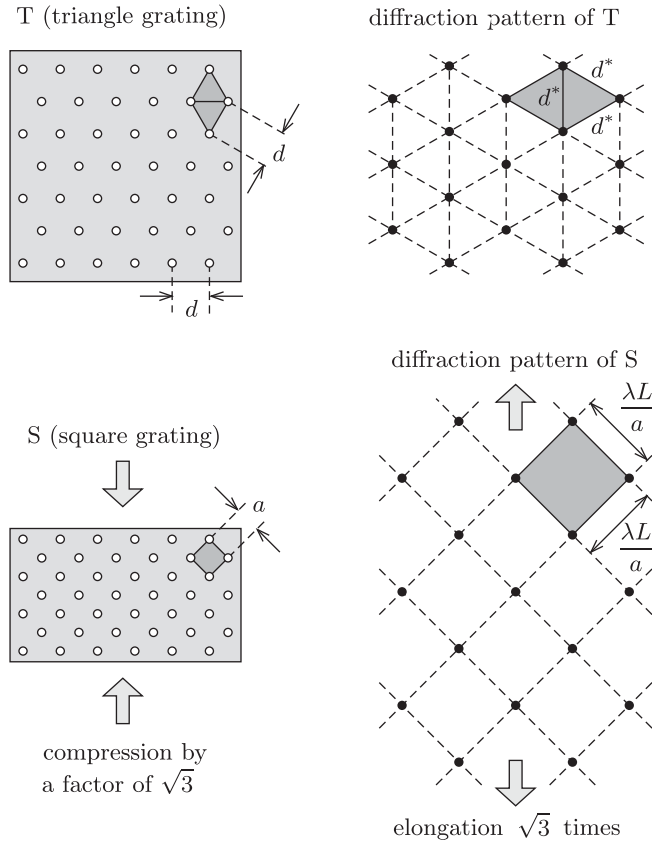 T (triangle grating)
d
d
diffraction pattern of T
d*
d*
d*
S (square grating)
a
compression by
a factor of √3
diffraction pattern of S
λL
a
λL
a
elongation √3 times